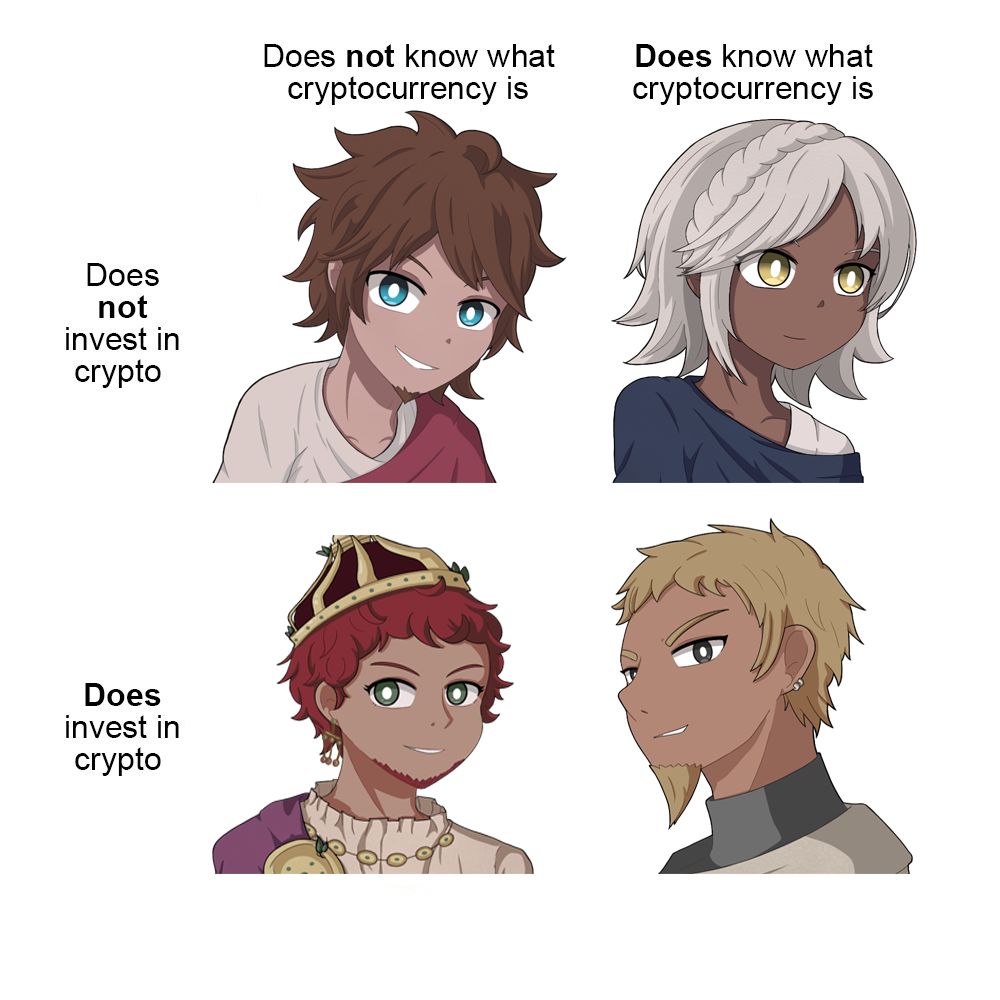 Does not know what
cryptocurrency is
Does know what
cryptocurrency is
Does
not
invest in
crypto
Does
invest in
crypto